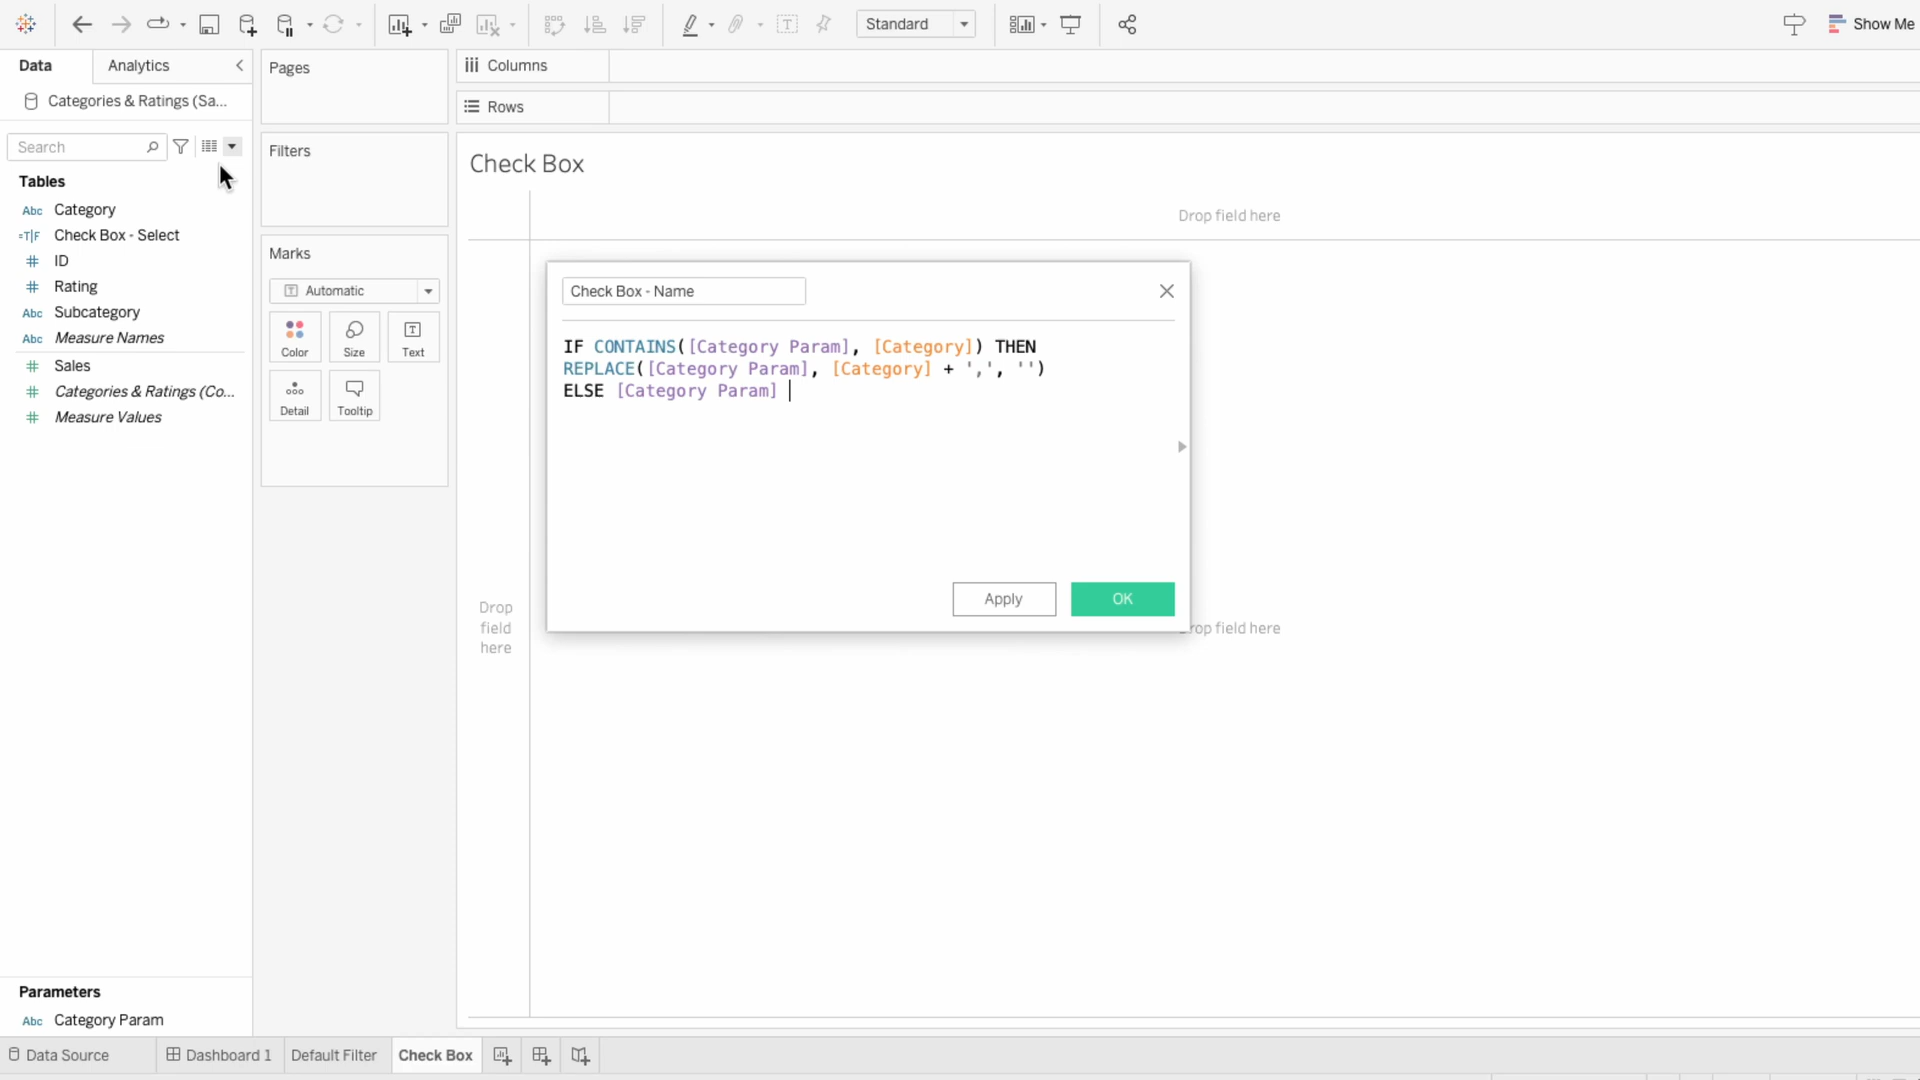 Standard
Show Me
Data
Analytics
Pages
Columns
Categories & Ratings (Sa...
Rows
Search
Filters
Check Box
Tables
Abc Category
Drop field here
=T|F Check Box - Select
Marks
# ID
# Rating
Automatic
Check Box - Name
Abc Subcategory
Abc Measure Names
Color
Size
Text
IF CONTAINS([Category Param], [Category]) THEN
# Sales
REPLACE([Category Param], [Category] + ',', '')
# Categories & Ratings (Co...
ELSE [Category Param]
# Measure Values
Detail
Tooltip
Apply
OK
Drop
field
here
rop field here
Parameters
Abc Category Param
Data Source
Dashboard 1
Default Filter
Check Box